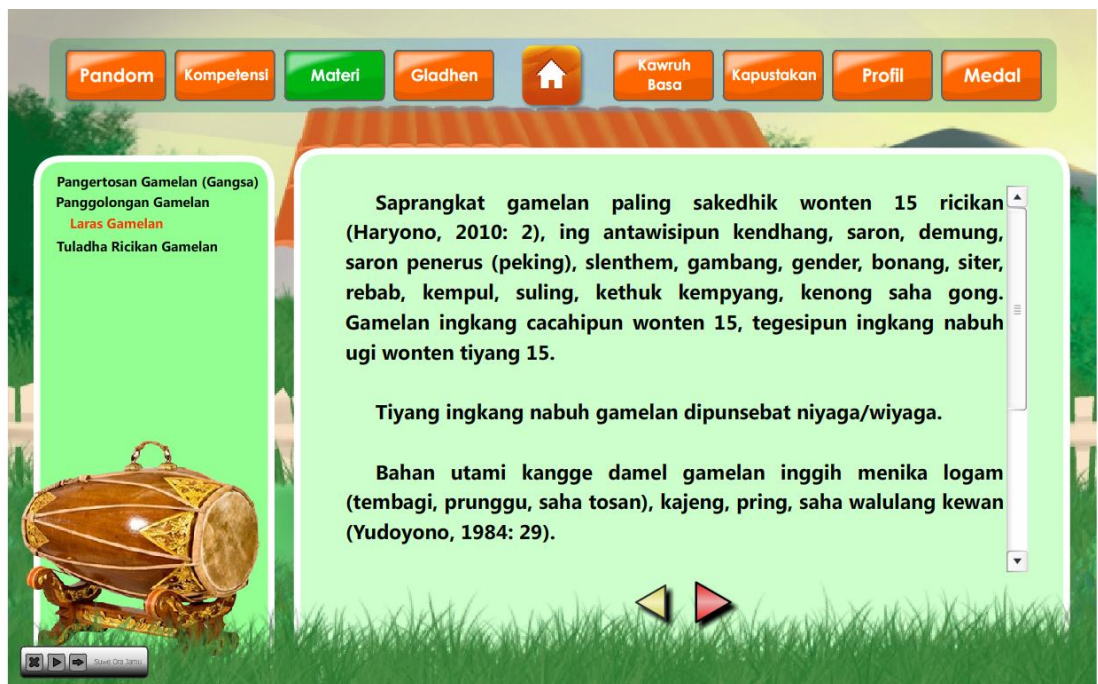 Pandom
Kompetensi
Materi
Gladhen
Kawruh
Basa
Kapustakan
Profil
Medal
Pangertosan Gamelan (Gangsa)
Panggolongan Gamelan
Laras Gamelan
Tuladha Ricikan Gamelan
Saprangkat gamelan paling sakedhik wonten 15 ricikan
(Haryono, 2010: 2), ing antawisipun kendhang, saron, demung,
saron penerus (peking), slenthem, gambang, gender, bonang, siter,
rebab, kempul, suling, kethuk kempyang, kenong saha gong.
Gamelan ingkang cacahipun wonten 15, tegesipun ingkang nabuh
ugi wonten tiyang 15.
Tiyang ingkang nabuh gamelan dipunsebat niyaga/wiyaga.
Bahan utami kangge damel gamelan inggih menika logam
(tembagi, prunggu, saha tosan), kajeng, pring, saha walulang kewan
(Yudoyono, 1984: 29).
Suwe Ora Jamu